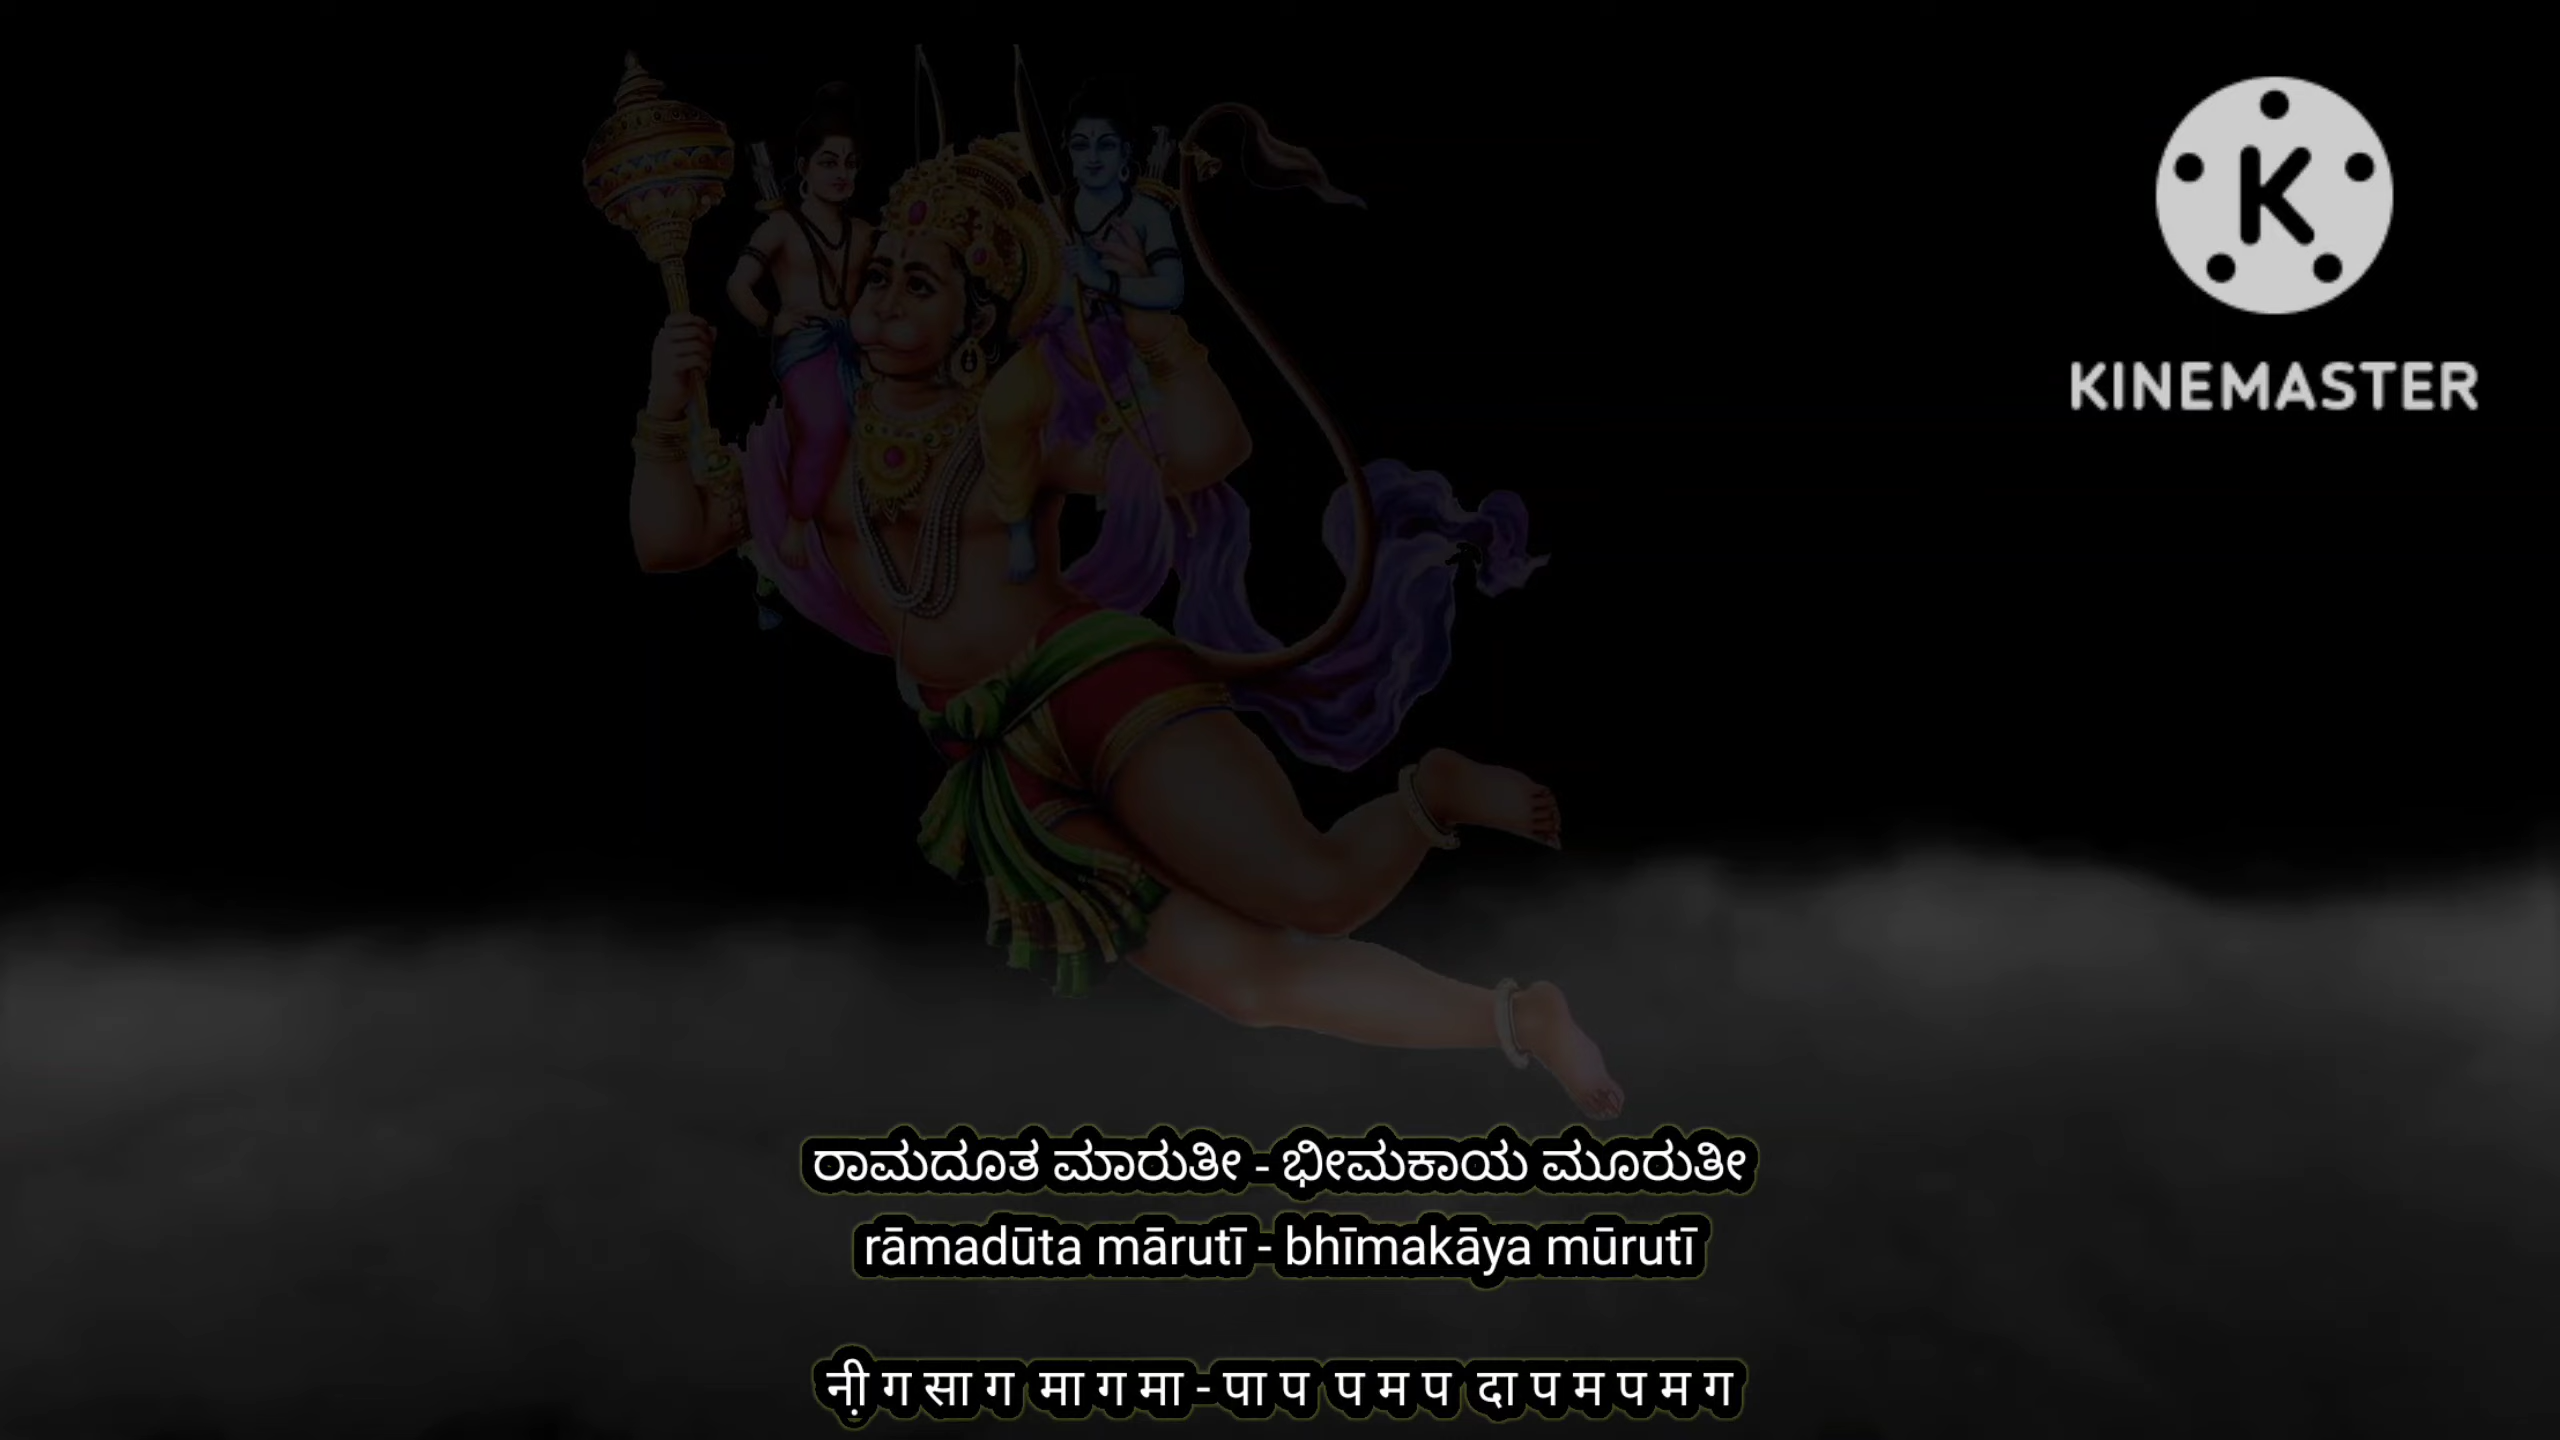 K
KINEMASTER
ರಾಮದೂತ ಮಾರುತೀ - ಭೀಮಕಾಯ ಮೂರುತೀ
rāmadūta mārutī - bhīmakāya mūrutī
नी़ ग सा ग मा ग मा - पा प प म प दा प म प म ग